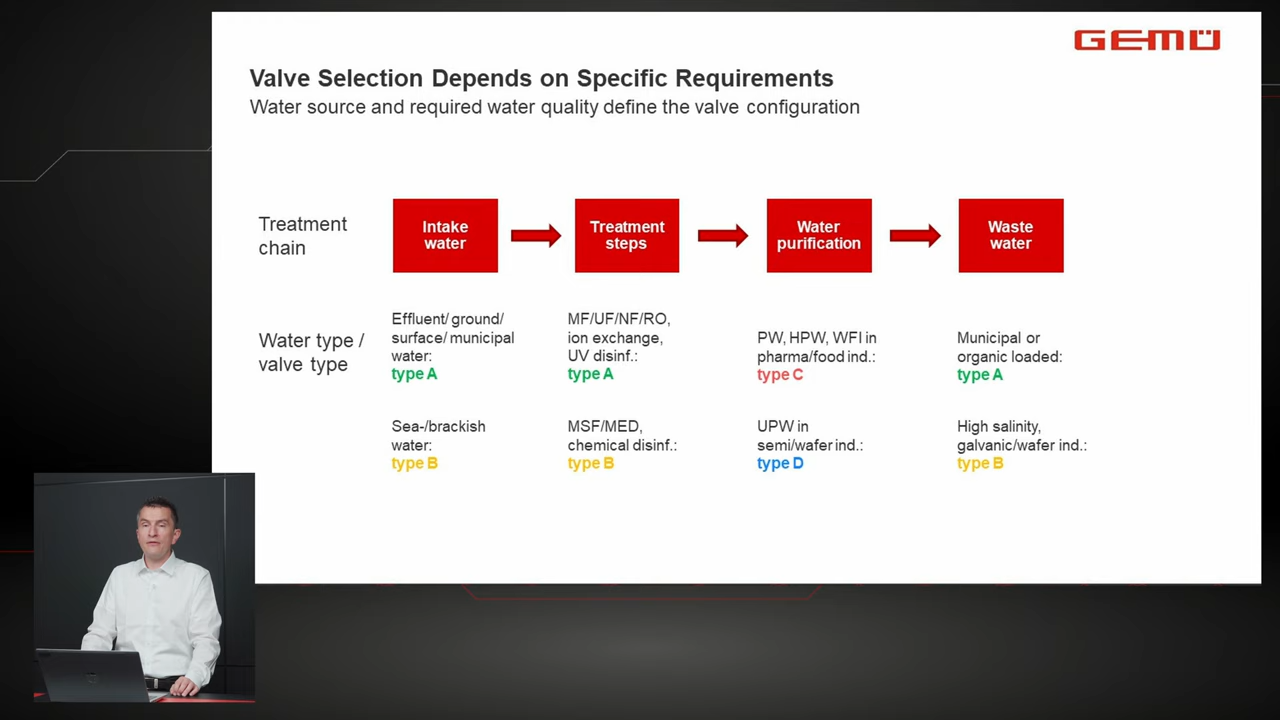 GEMÜ
Valve Selection Depends on Specific Requirements
Water source and required water quality define the valve configuration
Treatment
chain
Intake
water
Treatment
steps
Water
purification
Waste
water
Water type /
valve type
Effluent/ ground/
surface/ municipal
water:
type A
MF/UF/NF/RO,
ion exchange,
UV disinf.:
type A
PW, HPW, WFI in
pharma/food ind.:
type C
Municipal or
organic loaded:
type A
Sea-/brackish
water:
type B
MSF/MED,
chemical disinf.:
type B
UPW in
semi/wafer ind.:
type D
High salinity,
galvanic/wafer ind.:
type B